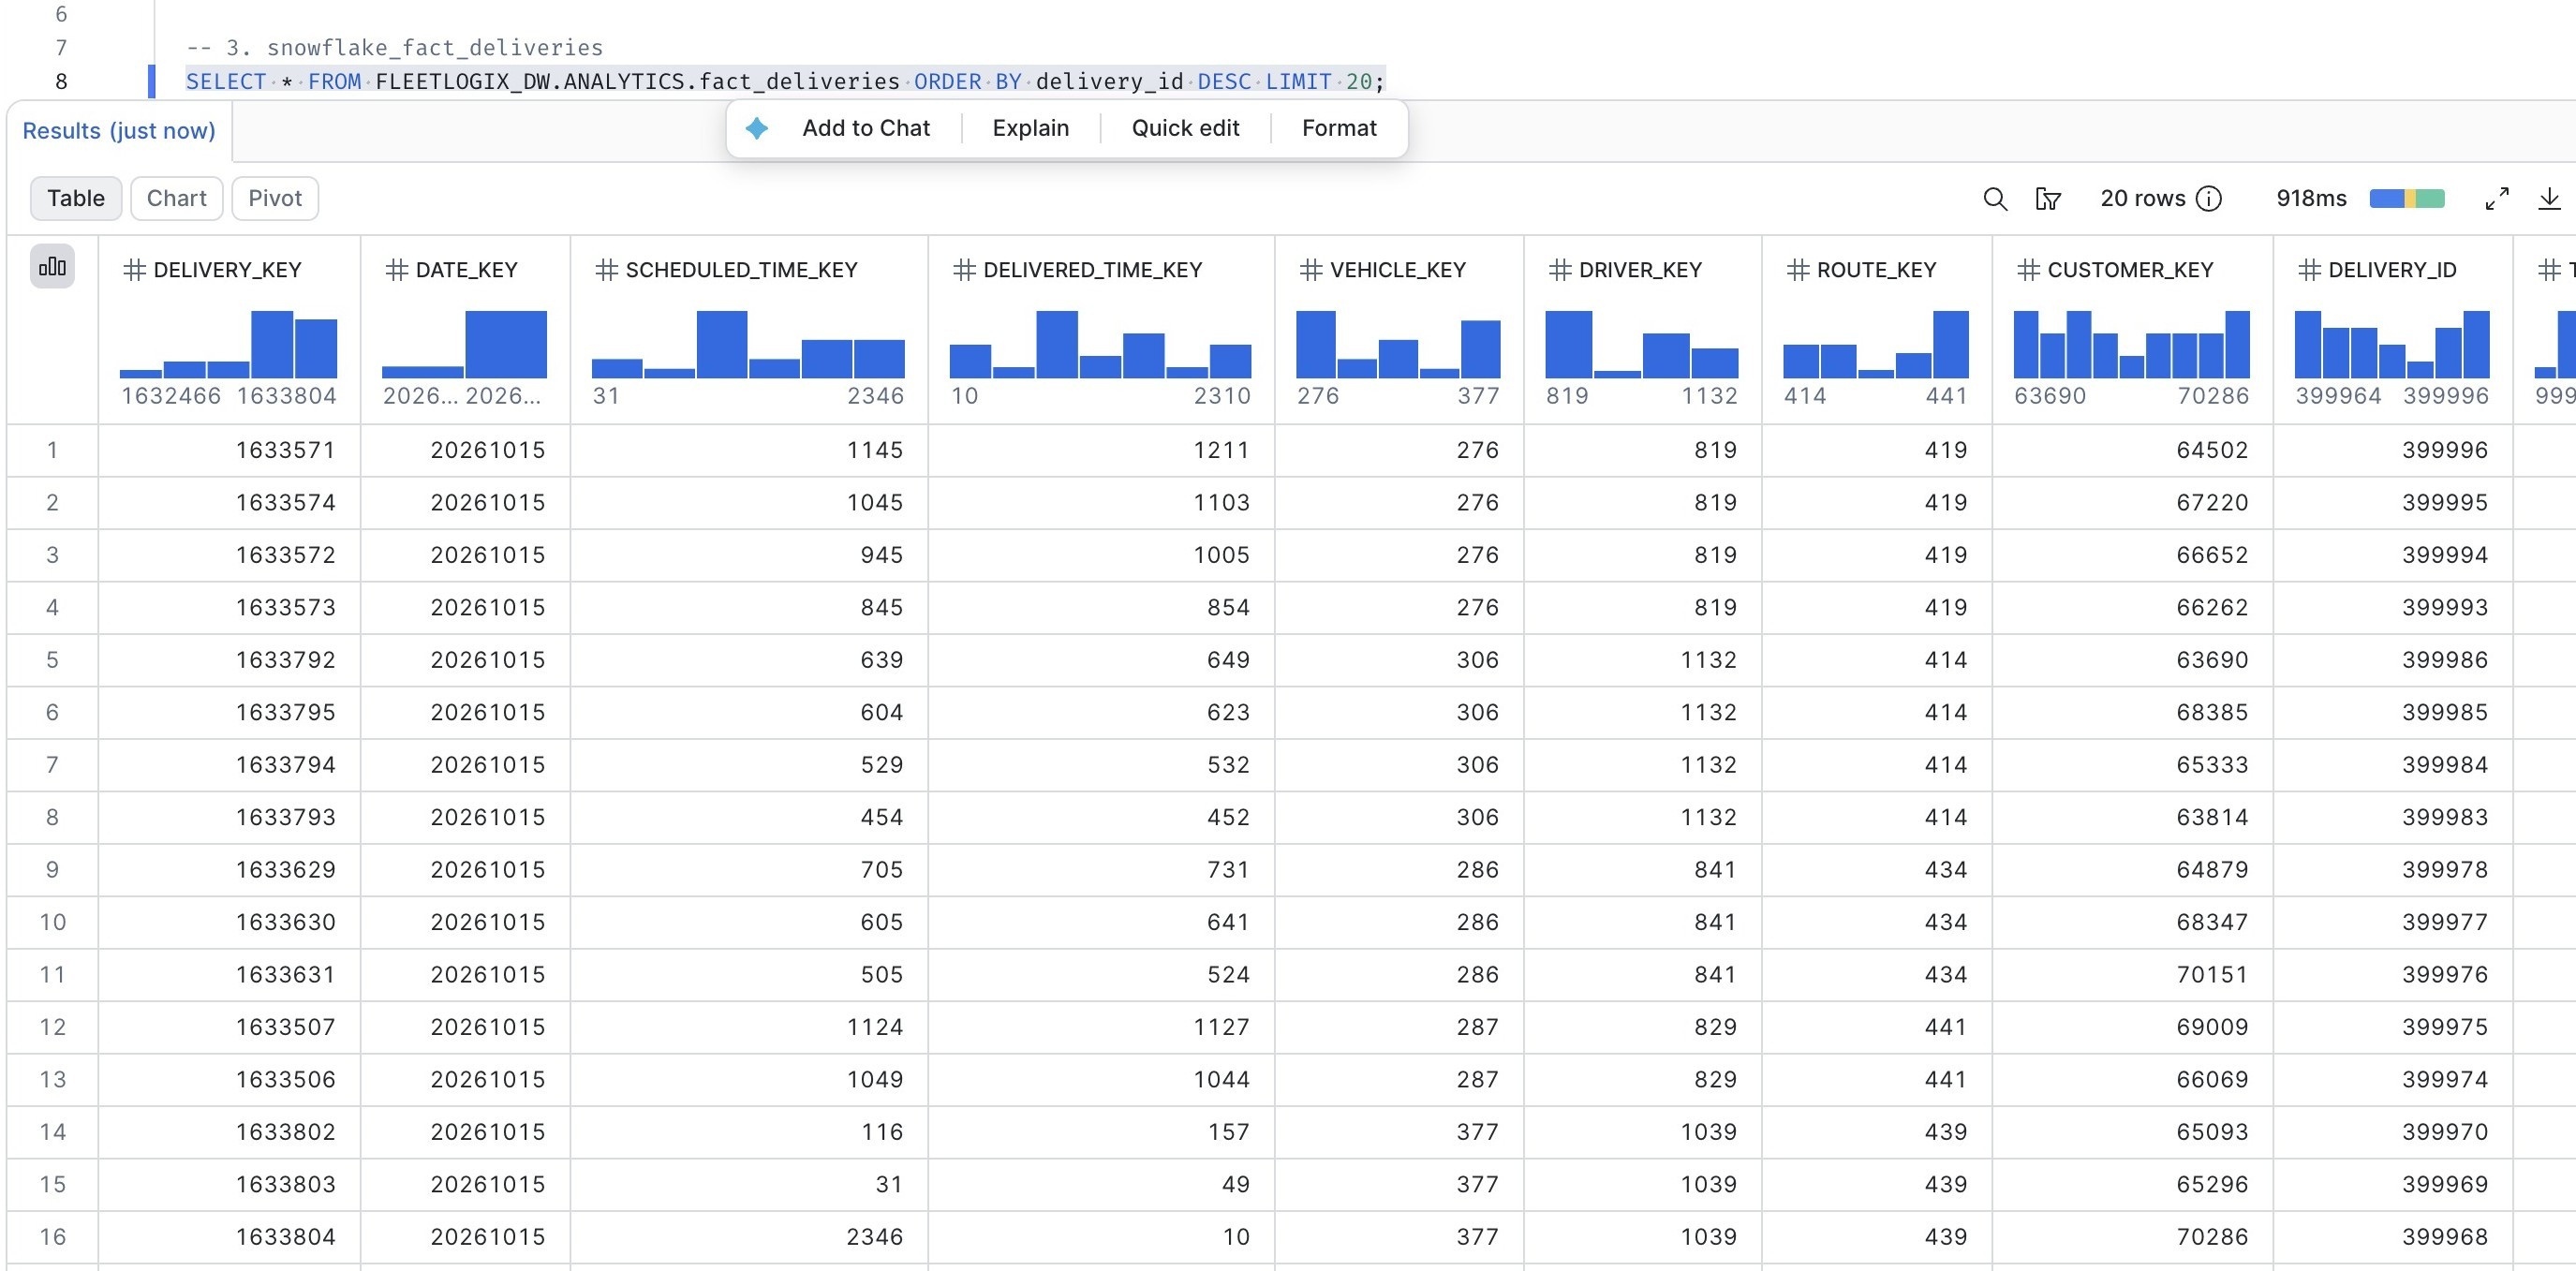 6
7 -- 3. snowflake_fact_deliveries
8 SELECT * FROM FLEETLOGIX_DW.ANALYTICS.fact_deliveries ORDER BY delivery_id DESC LIMIT 20;
Results (just now)
Add to Chat Explain Quick edit Format
Table Chart Pivot 20 rows 918ms
DELIVERY_KEY DATE_KEY SCHEDULED_TIME_KEY DELIVERED_TIME_KEY VEHICLE_KEY DRIVER_KEY ROUTE_KEY CUSTOMER_KEY DELIVERY_ID T
1632466 1633804 2026... 2026... 31 2346 10 2310 276 377 819 1132 414 441 63690 70286 399964 399996 999
1 1633571 20261015 1145 1211 276 819 419 64502 399996
2 1633574 20261015 1045 1103 276 819 419 67220 399995
3 1633572 20261015 945 1005 276 819 419 66652 399994
4 1633573 20261015 845 854 276 819 419 66262 399993
5 1633792 20261015 639 649 306 1132 414 63690 399986
6 1633795 20261015 604 623 306 1132 414 68385 399985
7 1633794 20261015 529 532 306 1132 414 65333 399984
8 1633793 20261015 454 452 306 1132 414 63814 399983
9 1633629 20261015 705 731 286 841 434 64879 399978
10 1633630 20261015 605 641 286 841 434 68347 399977
11 1633631 20261015 505 524 286 841 434 70151 399976
12 1633507 20261015 1124 1127 287 829 441 69009 399975
13 1633506 20261015 1049 1044 287 829 441 66069 399974
14 1633802 20261015 116 157 377 1039 439 65093 399970
15 1633803 20261015 31 49 377 1039 439 65296 399969
16 1633804 20261015 2346 10 377 1039 439 70286 399968